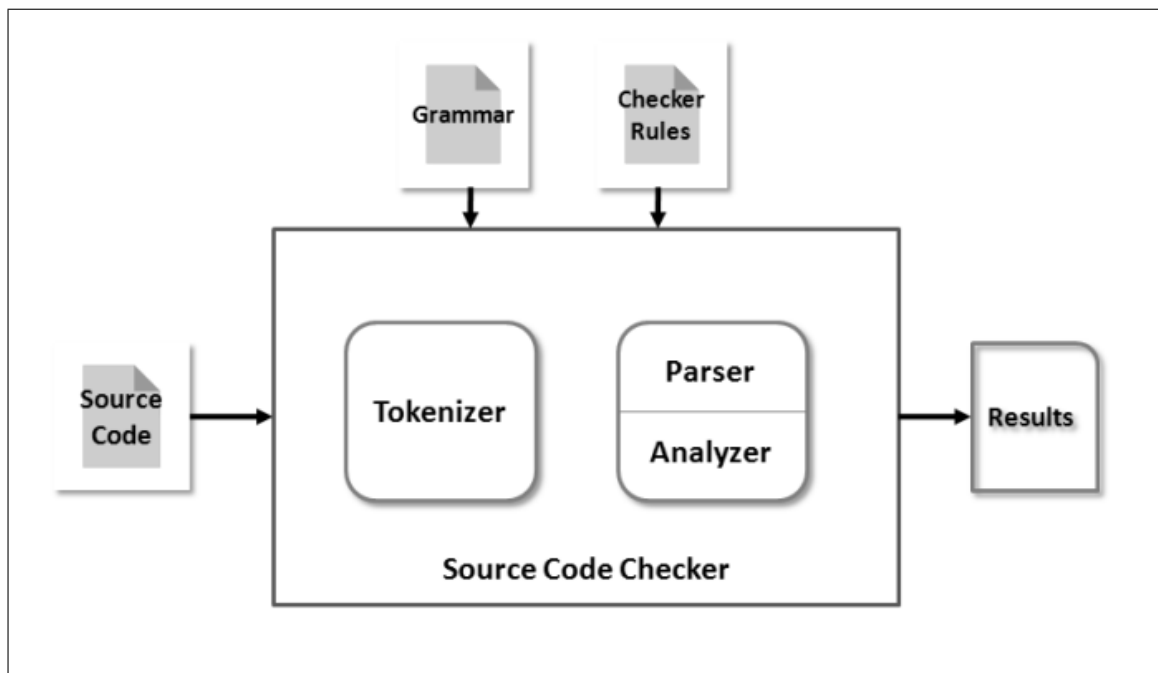 Grammar
Checker
Rules
Source
Code
Tokenizer
Parser
Analyzer
Results
Source Code Checker